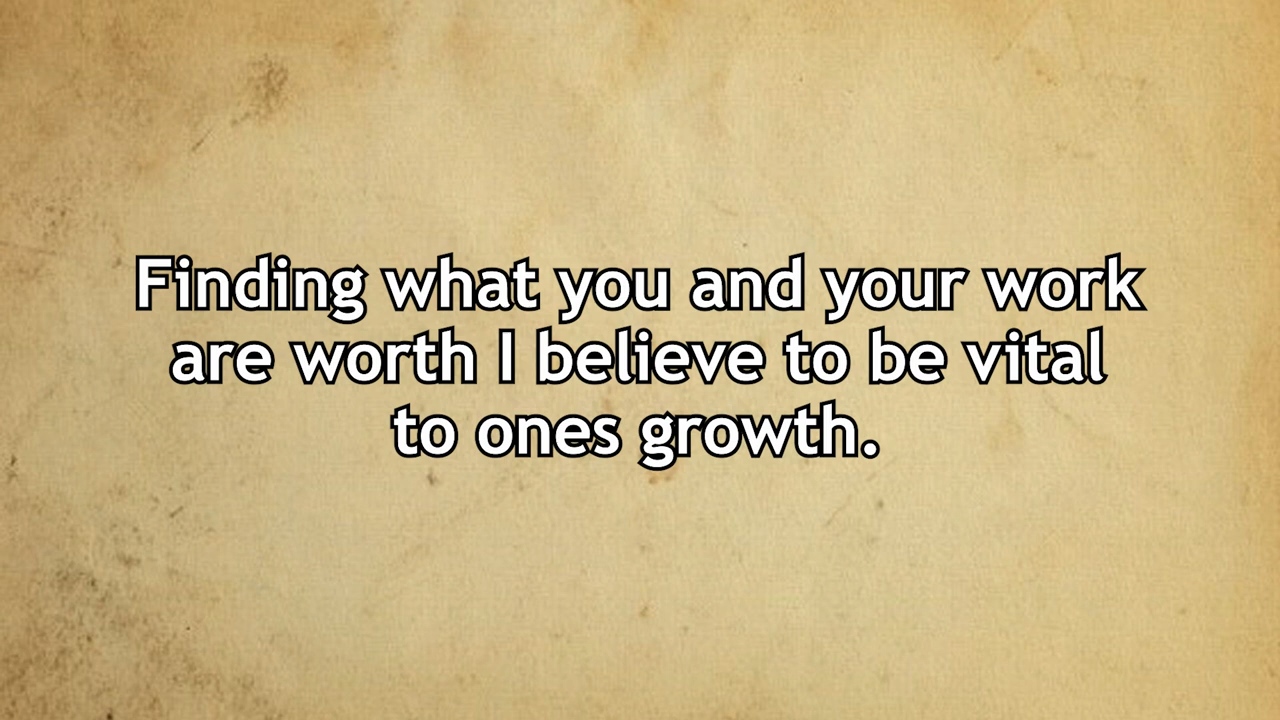 Finding what you and your work
are worth I believe to be vital
to ones growth.